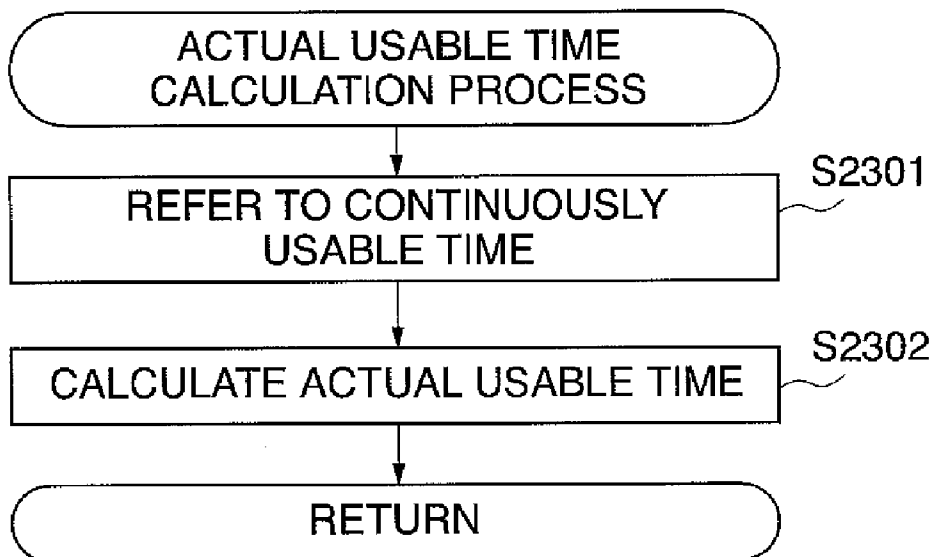 ACTUAL USABLE TIME
CALCULATION PROCESS
S2301
REFER TO CONTINUOUSLY
USABLE TIME
S2302
CALCULATE ACTUAL USABLE TIME
RETURN